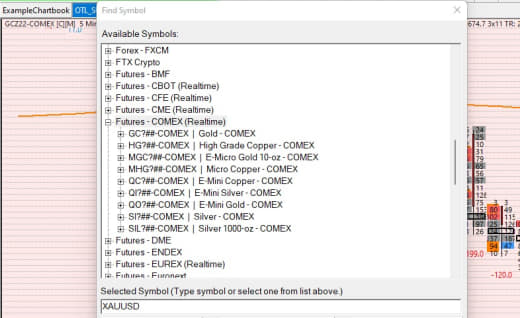 ExampleChartbook
Find Symbol
GCZ22-COMEX [C][M] 5 Min
674.7 3x11 TR: 2
Available Symbols:
Forex - FXCM
FTX Crypto
Futures - BMF
Futures - CBOT (Realtime)
Futures - CFE (Realtime)
Futures - CME (Realtime)
Futures - COMEX (Realtime)
GC?##-COMEX | Gold - COMEX
HG?##-COMEX | High Grade Copper - COMEX
MGC?##-COMEX | E-Micro Gold 10-oz - COMEX
MHG?##-COMEX | Micro Copper - COMEX
QC?##-COMEX | E-Mini Copper - COMEX
QI?##-COMEX | E-Mini Silver - COMEX
QO?##-COMEX | E-Mini Gold - COMEX
SI?##-COMEX | Silver - COMEX
SIL?##-COMEX | Silver 1000-oz - COMEX
Futures - DME
Futures - ENDEX
Futures - EUREX (Realtime)
Futures - Euronext
-120.0
Selected Symbol (Type symbol or select one from list above.)
XAUUSD